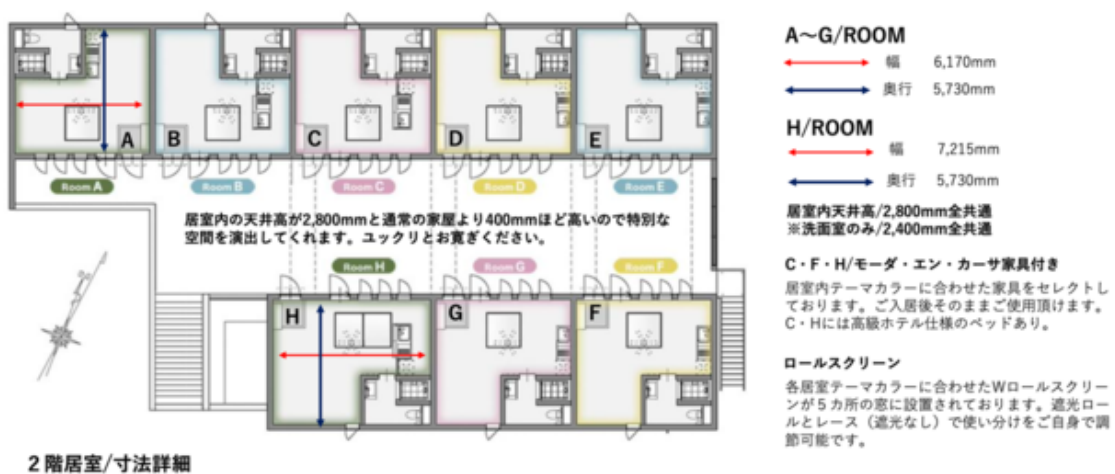 A
B
C
D
E
Room A
Room B
Room C
Room D
Room E
居室内の天井高が2,800mmと通常の家屋より400mmほど高いので特別な
空間を演出してくれます。ユックリとお寛ぎください。
Room H
Room G
Room F
H
G
F
2階居室/寸法詳細
A～G/ROOM
幅 6,170mm
奥行 5,730mm
H/ROOM
幅 7,215mm
奥行 5,730mm
居室内天井高/2,800mm全共通
※洗面室のみ/2,400mm全共通
C・F・H/モーダ・エン・カーサ家具付き
居室内テーマカラーに合わせた家具をセレクトし
ております。ご入居後そのままご使用頂けます。
C・Hには高級ホテル仕様のベッドあり。
ロールスクリーン
各居室テーマカラーに合わせたWロールスクリー
ンが５カ所の窓に設置されております。遮光ロー
ルとレース（遮光なし）で使い分けをご自身で調
節可能です。